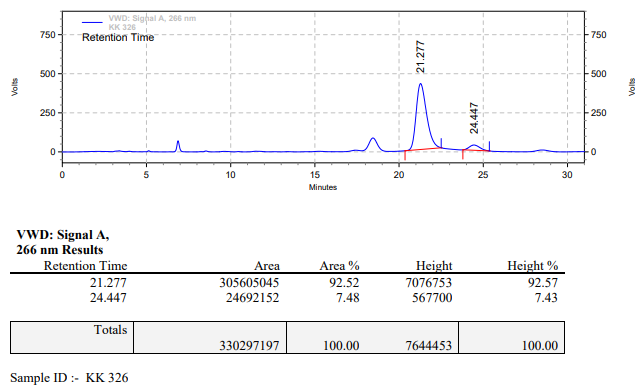 VWD: Signal A, 266 nm
KK 326
Retention Time
750
500
250
0
Volts
21.277
24.447
750
500
250
0
Volts
0 5 10 15 20 25 30
Minutes
VWD: Signal A,
266 nm Results
Retention Time Area Area % Height Height %
21.277 305605045 92.52 7076753 92.57
24.447 24692152 7.48 567700 7.43
Totals
330297197 100.00 7644453 100.00
Sample ID :- KK 326